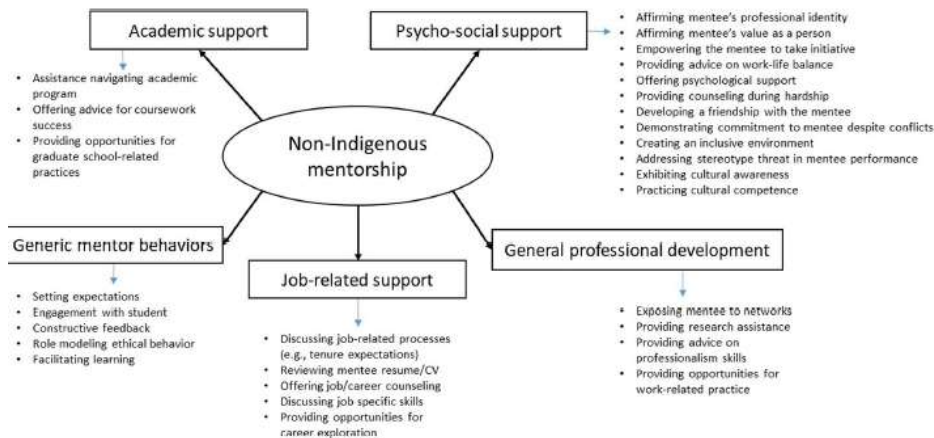 Academic support
• Assistance navigating academic
program
• Offering advice for coursework
success
• Providing opportunities for
graduate school-related
practices
Psycho-social support
• Affirming mentee's professional identity
• Affirming mentee's value as a person
• Empowering the mentee to take initiative
• Providing advice on work-life balance
• Offering psychological support
• Providing counseling during hardship
• Developing a friendship with the mentee
• Demonstrating commitment to mentee despite conflicts
• Creating an inclusive environment
• Addressing stereotype threat in mentee performance
• Exhibiting cultural awareness
• Practicing cultural competence
Non-Indigenous
mentorship
Generic mentor behaviors
• Setting expectations
• Engagement with student
• Constructive feedback
• Role modeling ethical behavior
• Facilitating learning
Job-related support
• Discussing job-related processes
(e.g., tenure expectations)
• Reviewing mentee resume/CV
• Offering job/career counseling
• Discussing job specific skills
• Providing opportunities for
career exploration
General professional development
• Exposing mentee to networks
• Providing research assistance
• Providing advice on
professionalism skills
• Providing opportunities for
work-related practice